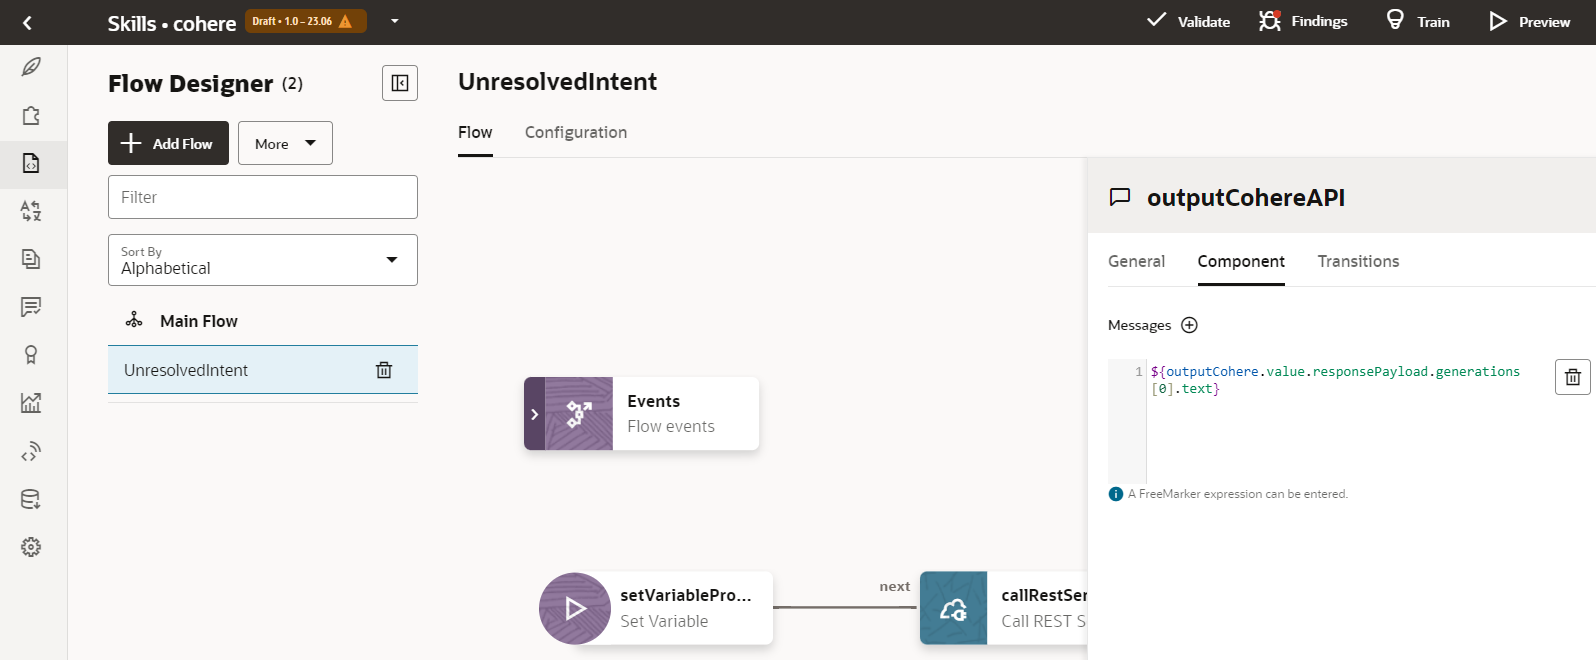 Skills • cohere
Draft • 1.0 – 23.06
Validate
Findings
Train
Preview
Flow Designer (2)
Add Flow
More
Filter
Sort By
Alphabetical
Main Flow
UnresolvedIntent
UnresolvedIntent
Flow
Configuration
Events
Flow events
setVariablePro...
Set Variable
next
callRestSer
Call REST S
outputCohereAPI
General
Component
Transitions
Messages
1
${outputCohere.value.responsePayload.generations
[0].text}
A FreeMarker expression can be entered.